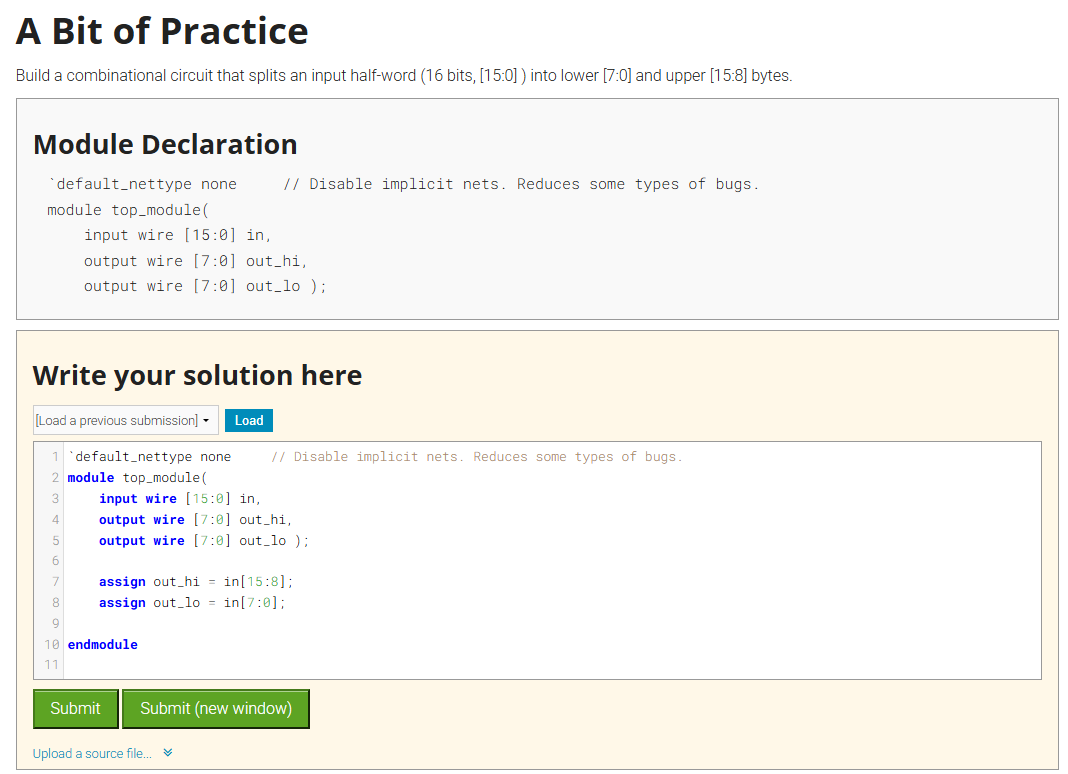 A Bit of Practice
Build a combinational circuit that splits an input half-word (16 bits, [15:0] ) into lower [7:0] and upper [15:8] bytes.
Module Declaration
`default_nettype none     // Disable implicit nets. Reduces some types of bugs.
module top_module(
    input wire [15:0] in,
    output wire [7:0] out_hi,
    output wire [7:0] out_lo );
Write your solution here
[Load a previous submission] Load
1 `default_nettype none     // Disable implicit nets. Reduces some types of bugs.
2 module top_module(
3     input wire [15:0] in,
4     output wire [7:0] out_hi,
5     output wire [7:0] out_lo );
6
7     assign out_hi = in[15:8];
8     assign out_lo = in[7:0];
9
10 endmodule
11
Submit Submit (new window)
Upload a source file...